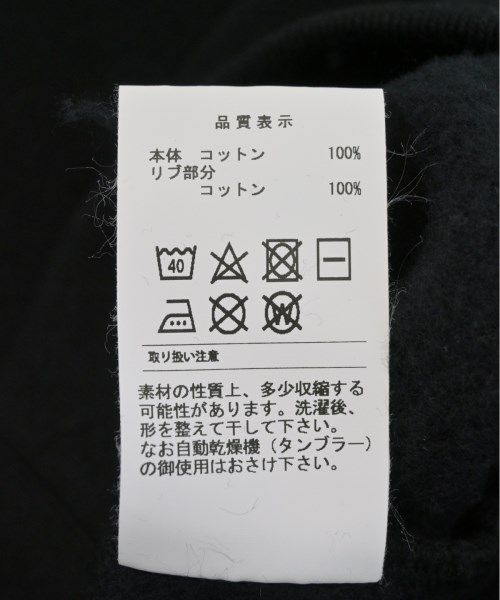 品質表示
本体 コットン 100%
リブ部分
コットン 100%
40
W
取り扱い注意
素材の性質上、多少収縮する
可能性があります。洗濯後、
形を整えて干して下さい。
なお自動乾燥機（タンブラー）
の御使用はおさけ下さい。